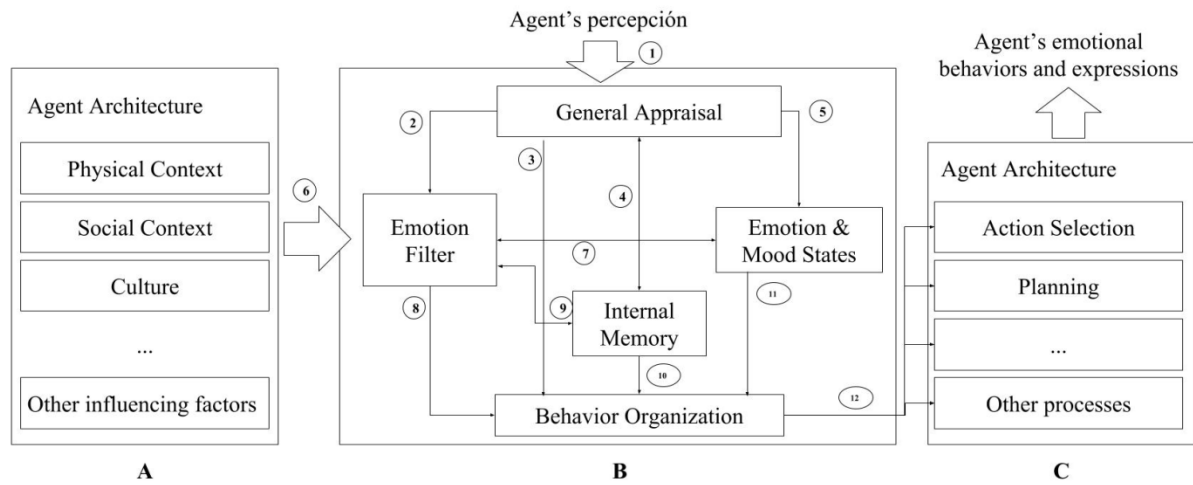 Agent's percepción
1
Agent's emotional
behaviors and expressions
Agent Architecture
Physical Context
Social Context
Culture
...
Other influencing factors
A
6
General Appraisal
2
3
4
5
Emotion
Filter
7
Emotion &
Mood States
8
9
Internal
Memory
10
11
Behavior Organization
12
B
Agent Architecture
Action Selection
Planning
...
Other processes
C